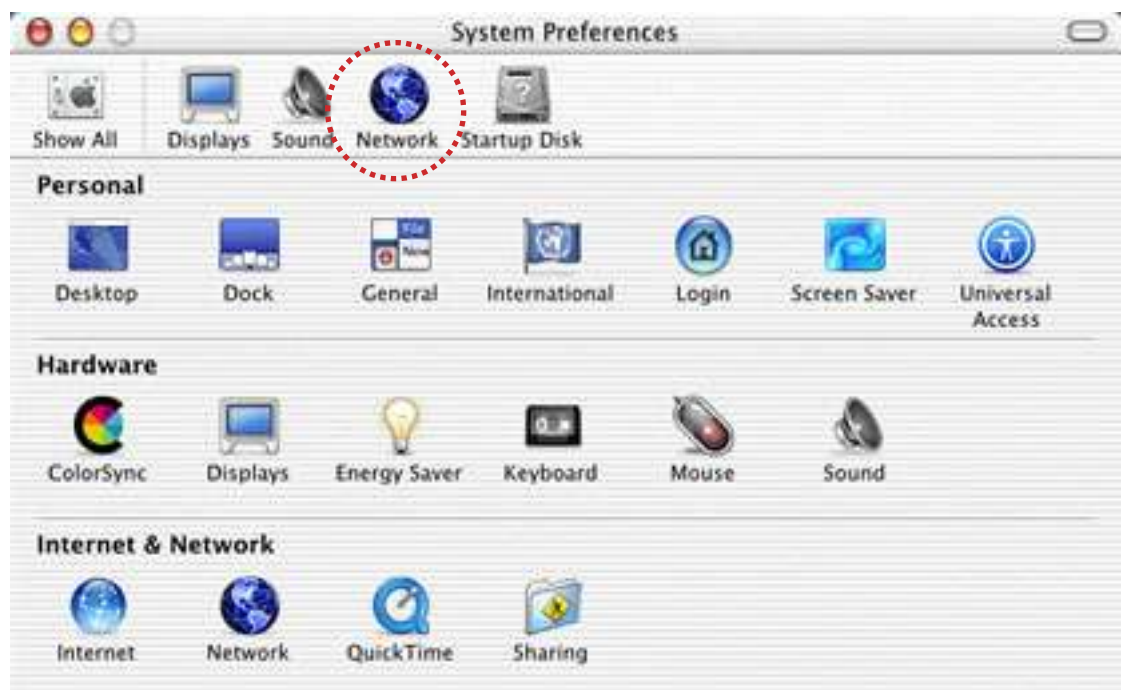 System Preferences
Show All Displays Sound Network Startup Disk
Personal
Desktop Dock General International Login Screen Saver Universal
Access
Hardware
ColorSync Displays Energy Saver Keyboard Mouse Sound
Internet & Network
Internet Network QuickTime Sharing